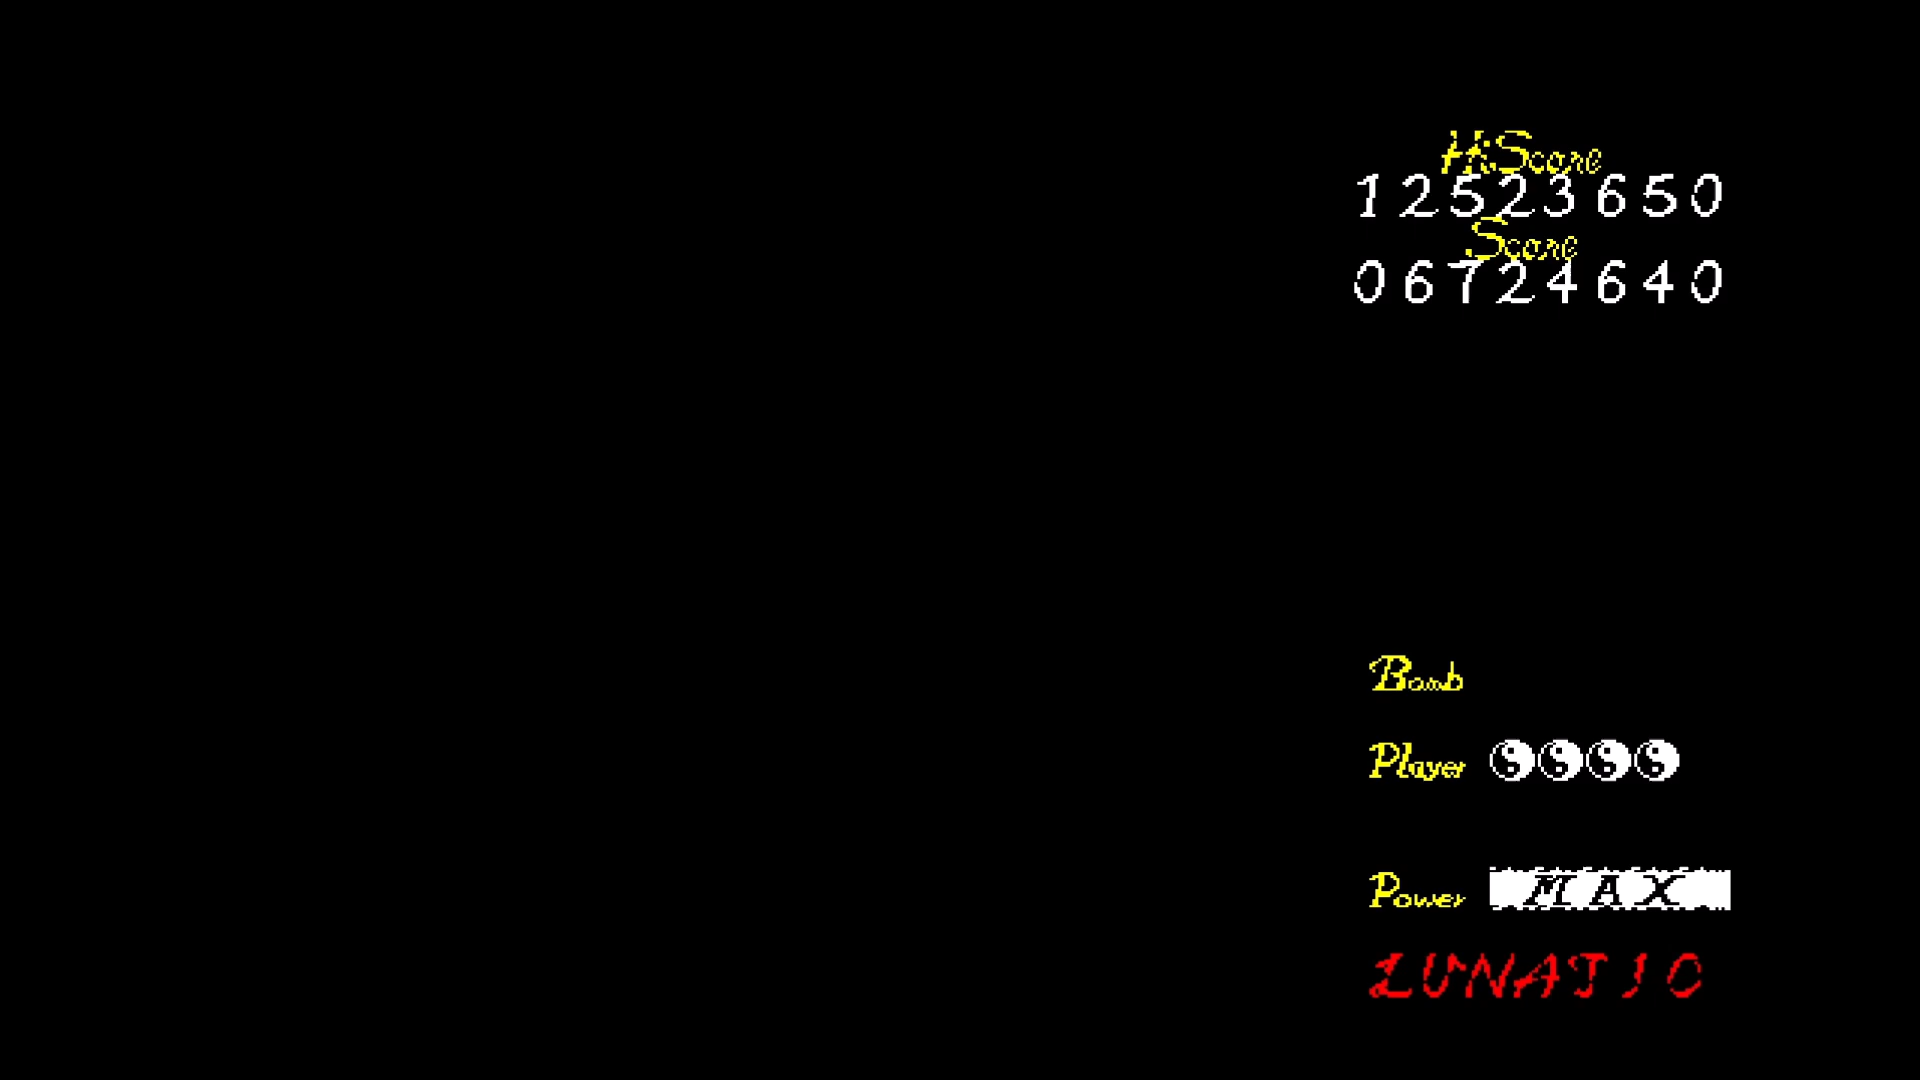 HiScore
12523650
Score
06724640
Bomb
Player
Power MAX
LUNATIC